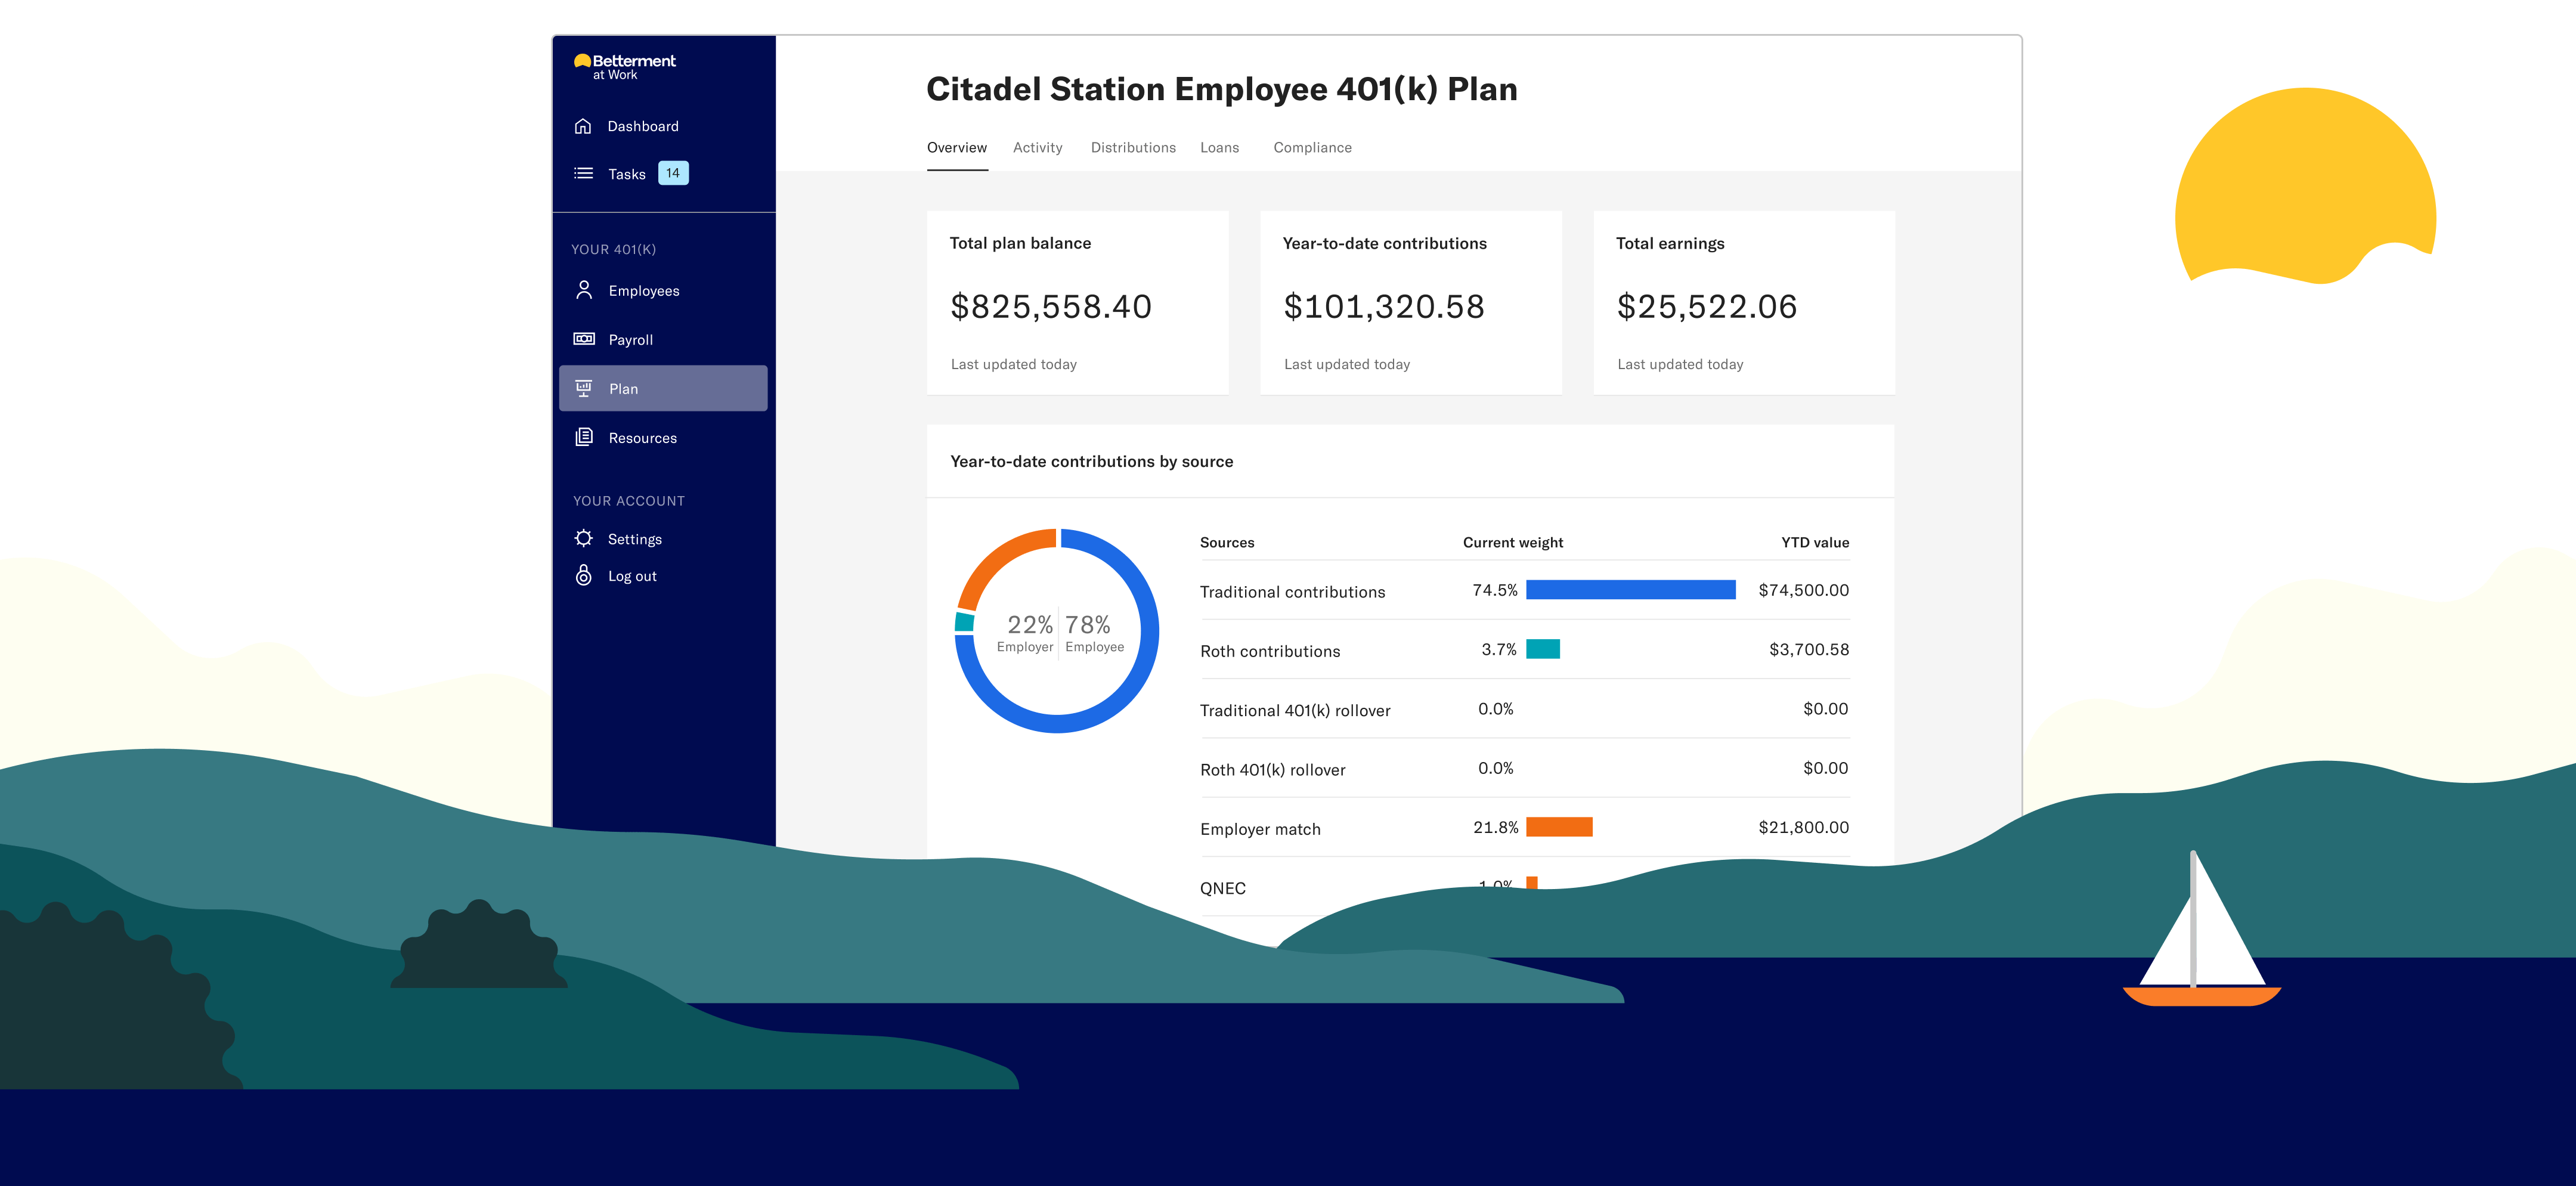 Betterment
at Work
Dashboard
Tasks 14
YOUR 401(K)
Employees
Payroll
Plan
Resources
YOUR ACCOUNT
Settings
Log out
Citadel Station Employee 401(k) Plan
Overview Activity Distributions Loans Compliance
Total plan balance
$825,558.40
Last updated today
Year-to-date contributions
$101,320.58
Last updated today
Total earnings
$25,522.06
Last updated today
Year-to-date contributions by source
22% 78%
Employer Employee
Sources Current weight YTD value
Traditional contributions 74.5% $74,500.00
Roth contributions 3.7% $3,700.58
Traditional 401(k) rollover 0.0% $0.00
Roth 401(k) rollover 0.0% $0.00
Employer match 21.8% $21,800.00
QNEC 1.0%